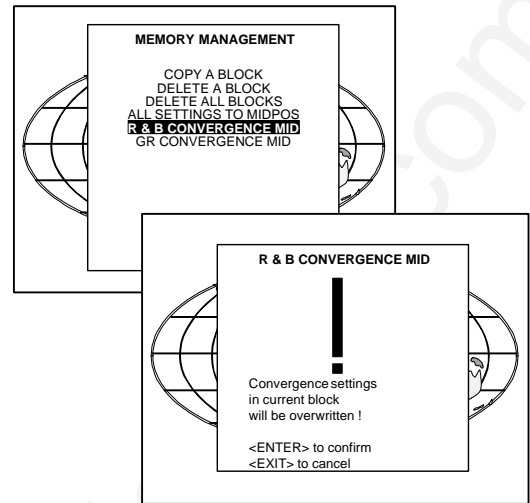 MEMORY MANAGEMENT
COPY A BLOCK
DELETE A BLOCK
DELETE ALL BLOCKS
ALL SETTINGS TO MIDPOS
R & B CONVERGENCE MID
GR CONVERGENCE MID
R & B CONVERGENCE MID
!
Convergence settings
in current block
will be overwritten !
<ENTER> to confirm
<EXIT> to cancel